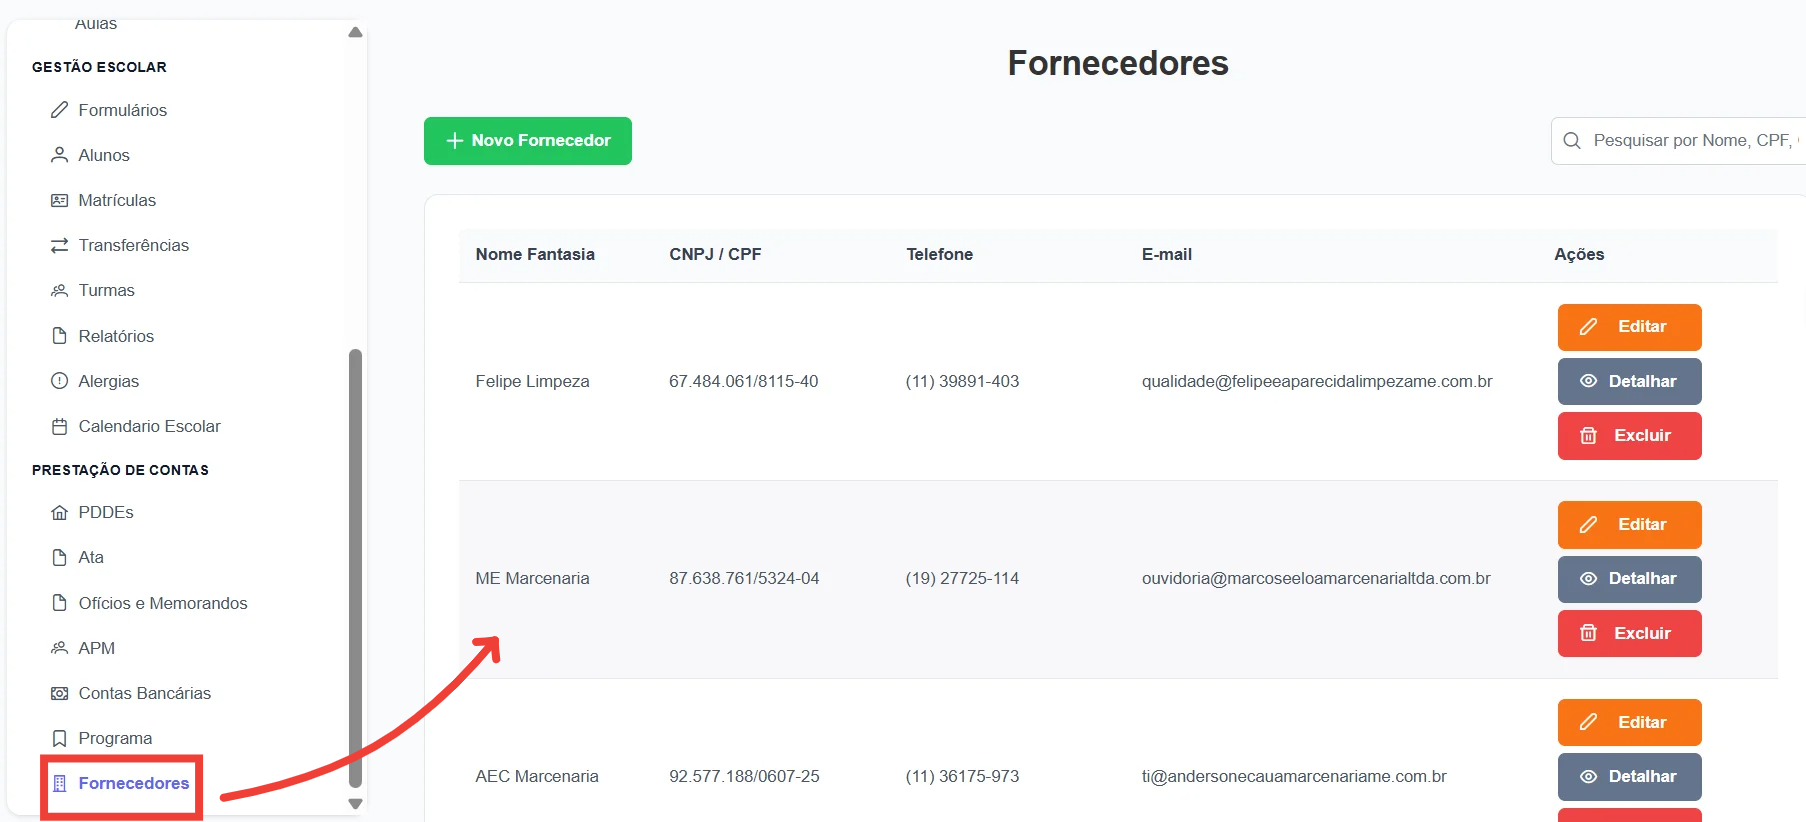 Aulas
GESTÃO ESCOLAR
Formulários
Alunos
Matrículas
Transferências
Turmas
Relatórios
Alergias
Calendario Escolar
PRESTAÇÃO DE CONTAS
PDDEs
Ata
Ofícios e Memorandos
APM
Contas Bancárias
Programa
Fornecedores
Fornecedores
Novo Fornecedor
Pesquisar por Nome, CPF,
Nome Fantasia CNPJ / CPF Telefone E-mail Ações
Felipe Limpeza 67.484.061/8115-40 (11) 39891-403 qualidade@felipeeaparecidalimpezame.com.br
Editar
Detalhar
Excluir
ME Marcenaria 87.638.761/5324-04 (19) 27725-114 ouvidoria@marcoseeloamarcenarialtda.com.br
Editar
Detalhar
Excluir
AEC Marcenaria 92.577.188/0607-25 (11) 36175-973 ti@andersonecauamarcenariame.com.br
Editar
Detalhar